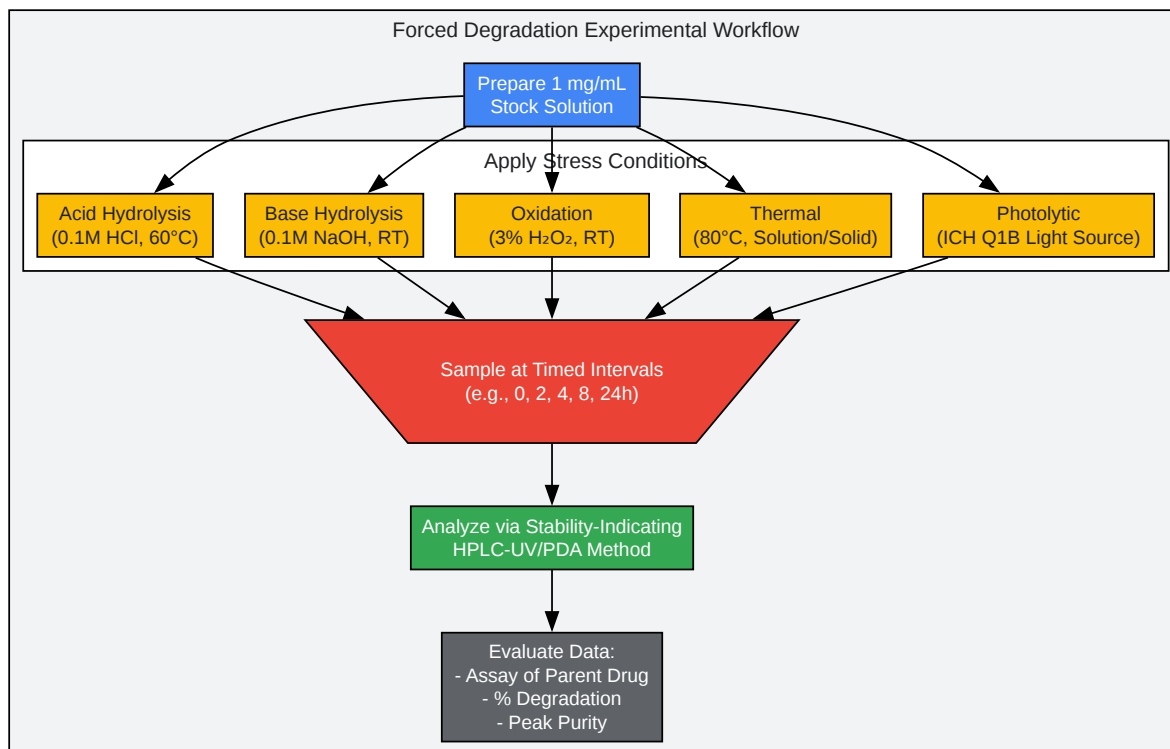 Forced Degradation Experimental Workflow
Prepare 1 mg/mL
Stock Solution
Apply Stress Conditions
Acid Hydrolysis
(0.1M HCl, 60°C)
Base Hydrolysis
(0.1M NaOH, RT)
Oxidation
(3% H₂O₂, RT)
Thermal
(80°C, Solution/Solid)
Photolytic
(ICH Q1B Light Source)
Sample at Timed Intervals
(e.g., 0, 2, 4, 8, 24h)
Analyze via Stability-Indicating
HPLC-UV/PDA Method
Evaluate Data:
- Assay of Parent Drug
- % Degradation
- Peak Purity